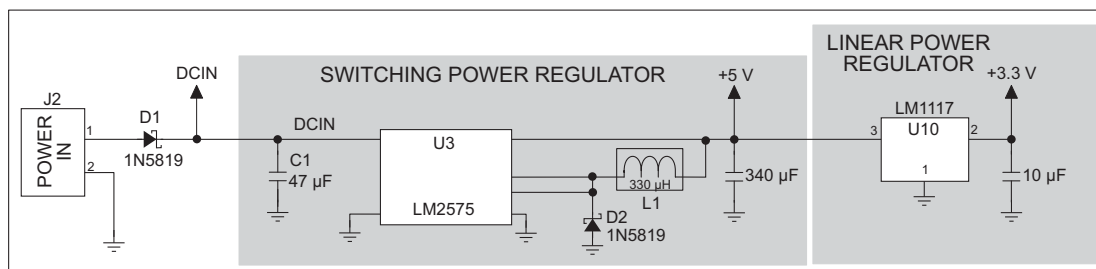 LINEAR POWER
REGULATOR
SWITCHING POWER REGULATOR
DCIN
+5 V
+3.3 V
J2
POWER
IN
1
2
D1
1N5819
DCIN
C1
47 µF
U3
LM2575
330 µH
L1
D2
1N5819
340 µF
LM1117
3
U10
2
1
10 µF